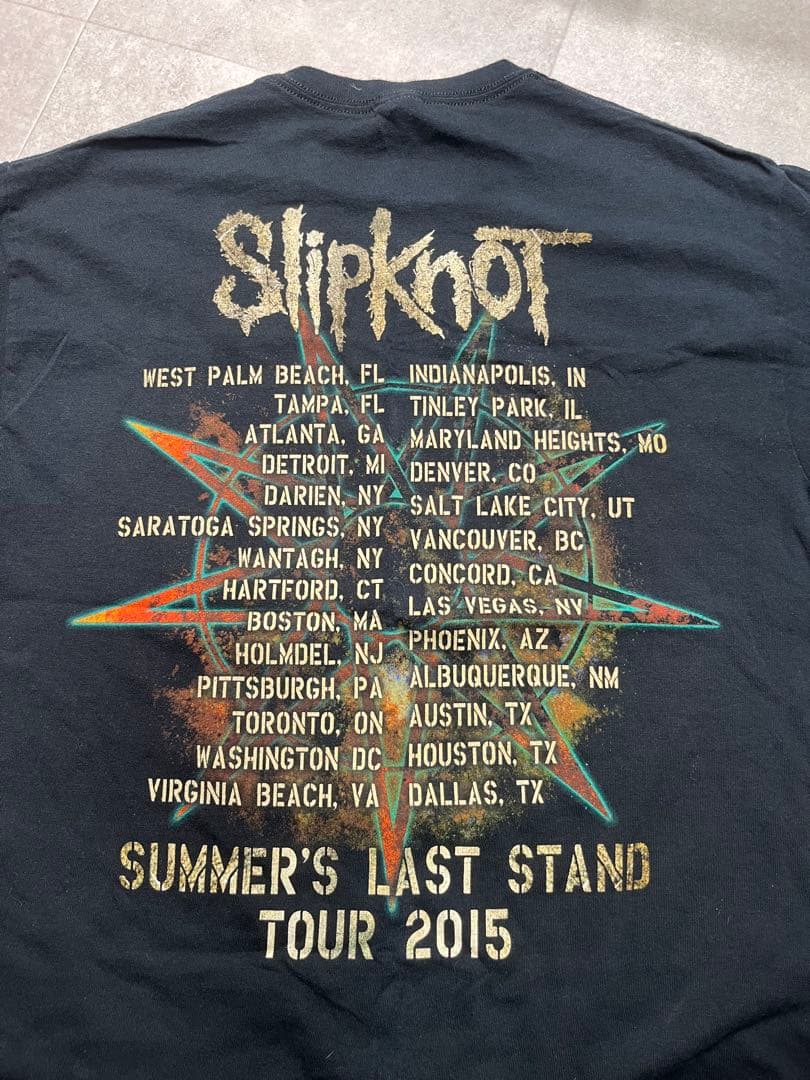 SlipknoT
WEST PALM BEACH, FL
TAMPA, FL
ATLANTA, GA
DETROIT, MI
DARIEN, NY
SARATOGA SPRINGS, NY
WANTAGH, NY
HARTFORD, CT
BOSTON, MA
HOLMDEL, NJ
PITTSBURGH, PA
TORONTO, ON
WASHINGTON DC
VIRGINIA BEACH, VA
INDIANAPOLIS, IN
TINLEY PARK, IL
MARYLAND HEIGHTS, MO
DENVER, CO
SALT LAKE CITY, UT
VANCOUVER, BC
CONCORD, CA
LAS VEGAS, NV
PHOENIX, AZ
ALBUQUERQUE, NM
AUSTIN, TX
HOUSTON, TX
DALLAS, TX
SUMMER'S LAST STAND
TOUR 2015